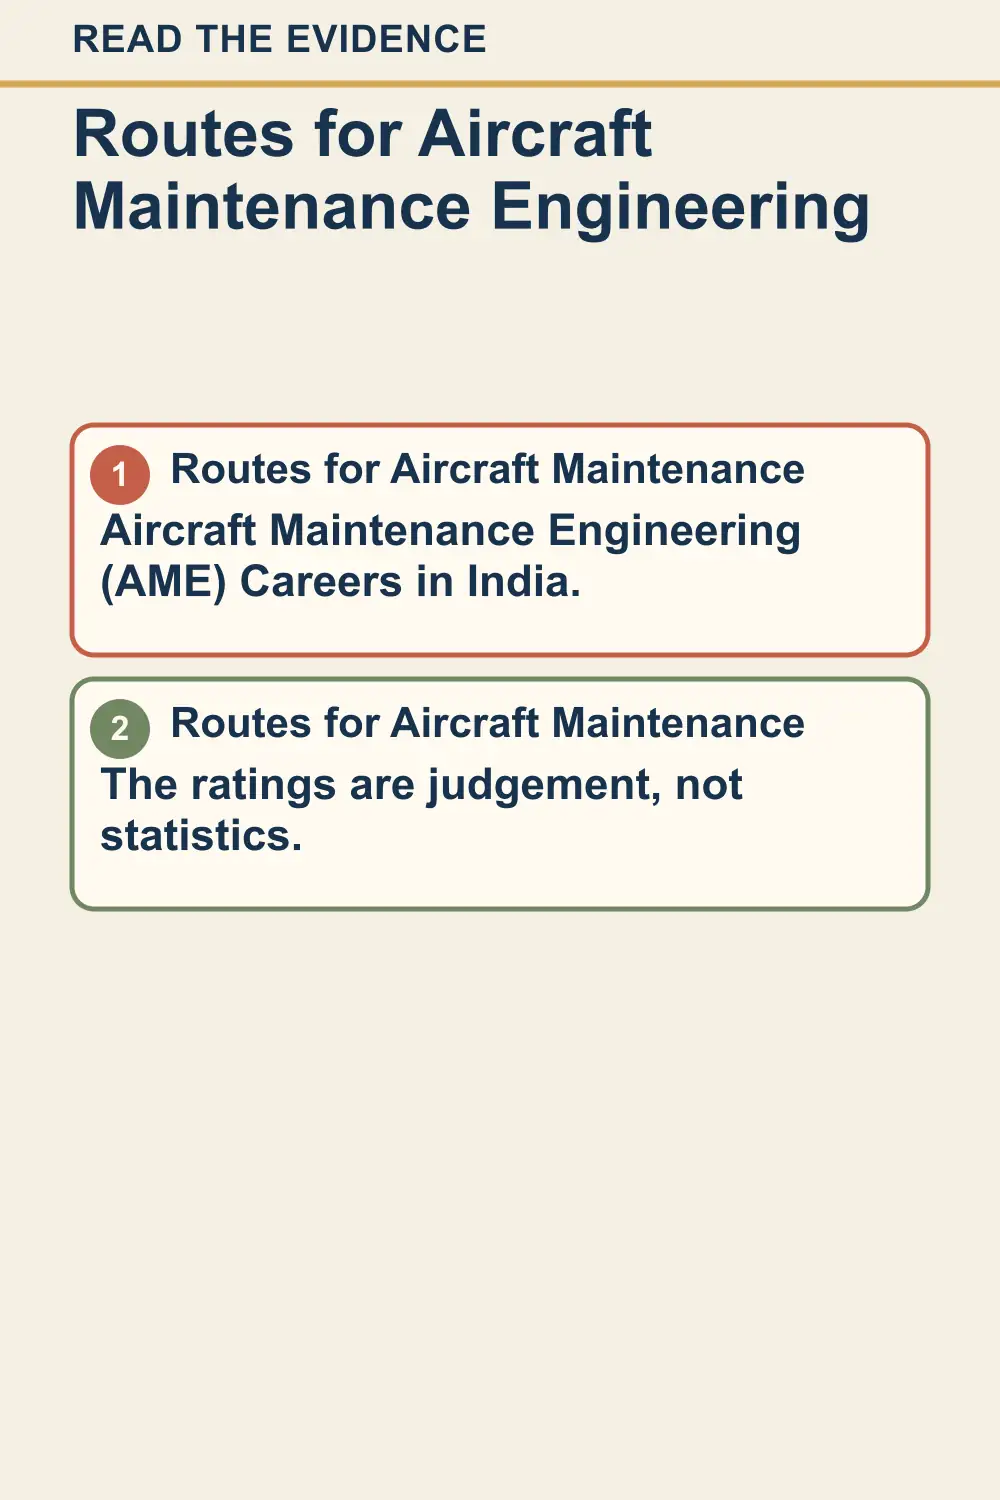 READ THE EVIDENCE
Routes for Aircraft
Maintenance Engineering
1 Routes for Aircraft Maintenance
Aircraft Maintenance Engineering
(AME) Careers in India.
2 Routes for Aircraft Maintenance
The ratings are judgement, not
statistics.